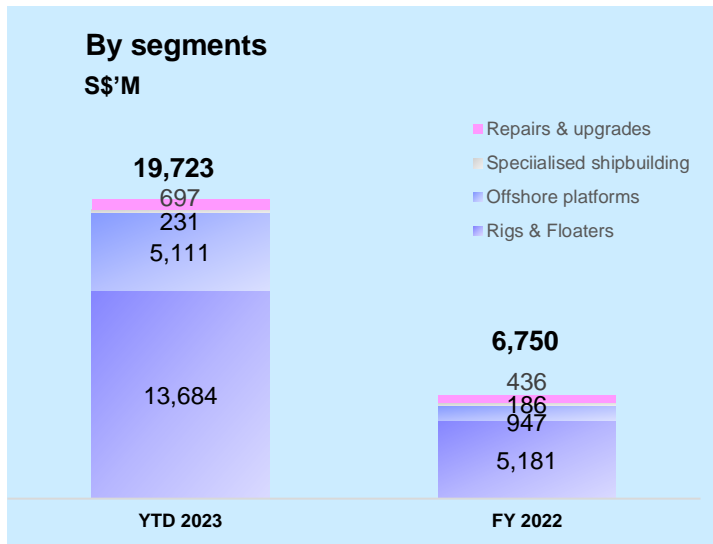 By segments
S$'M
Repairs & upgrades
Speciialised shipbuilding
Offshore platforms
Rigs & Floaters
19,723
697
231
5,111
13,684
6,750
436
186
947
5,181
YTD 2023
FY 2022